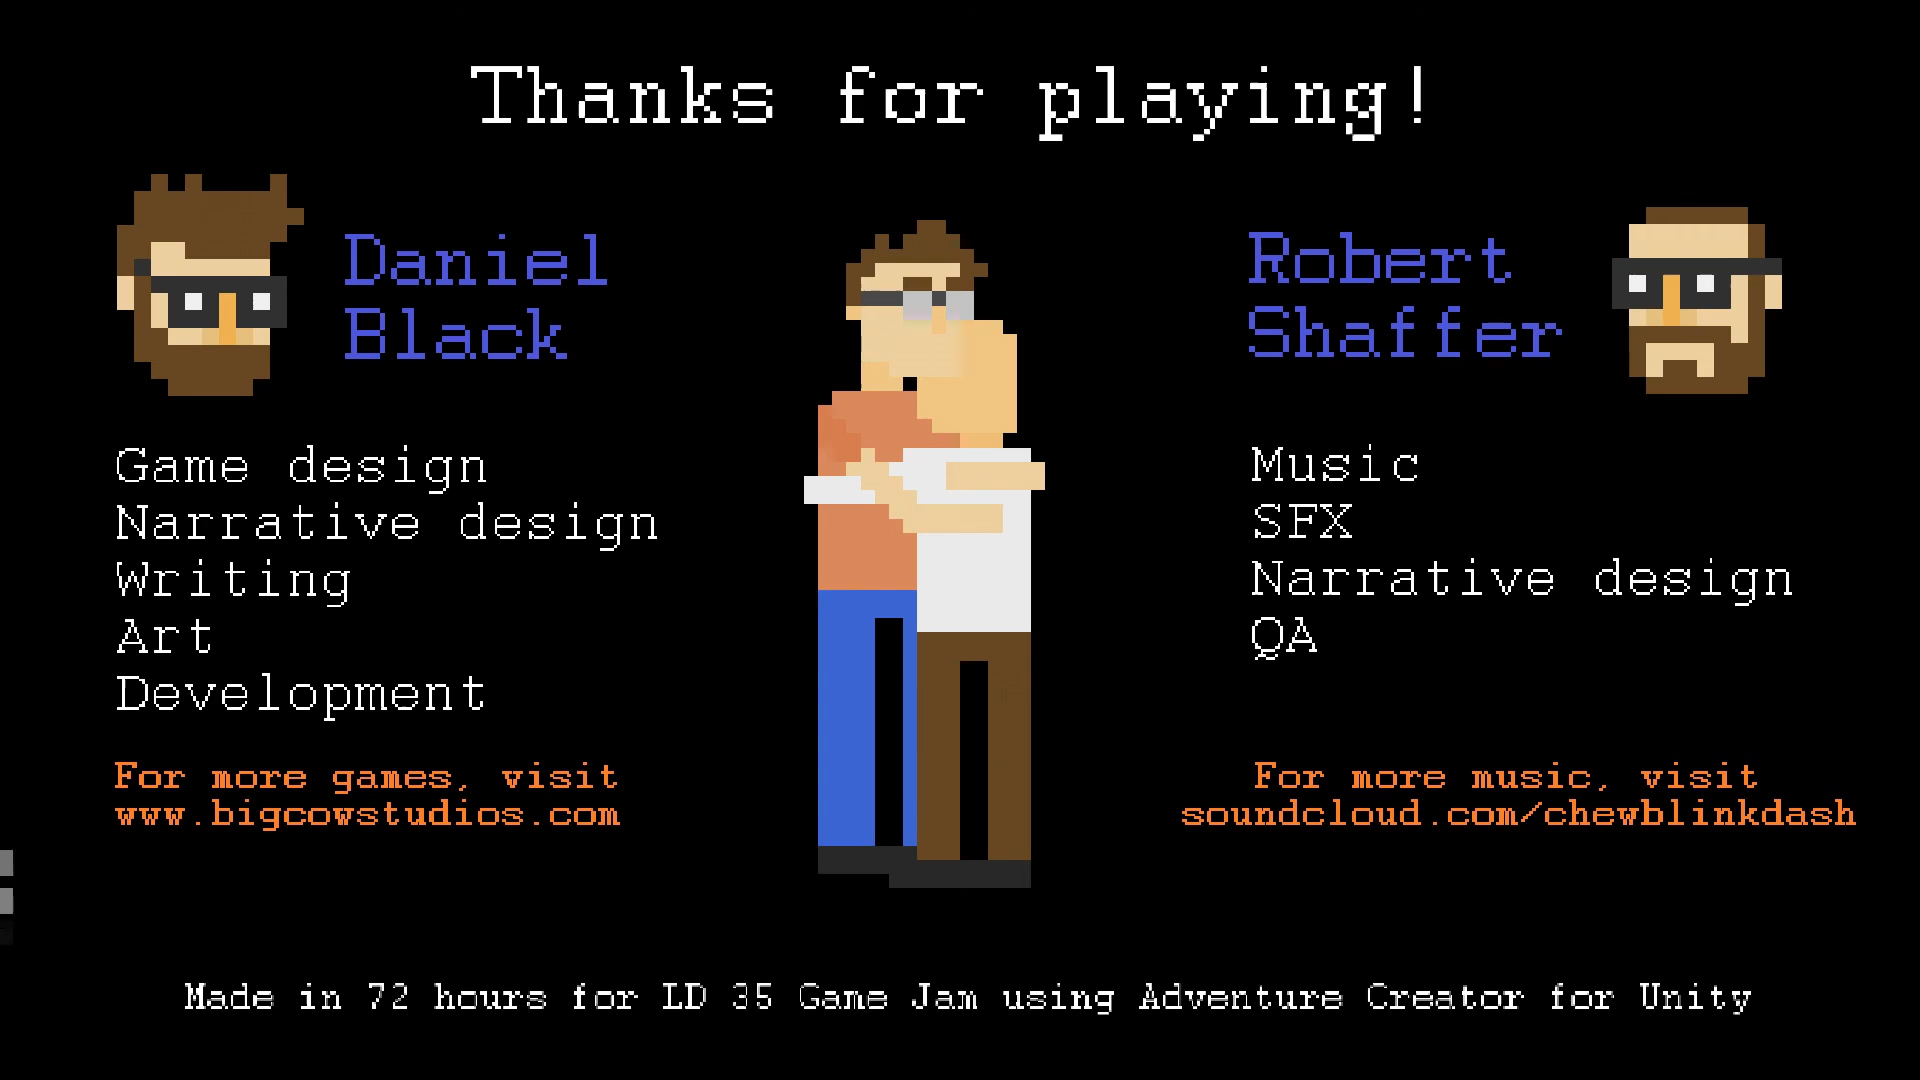 Thanks for playing!
Daniel
Black
Game design
Narrative design
Writing
Art
Development
For more games, visit
www.bigcowstudios.com
Robert
Shaffer
Music
SFX
Narrative design
QA
For more music, visit
soundcloud.com/chewblinkdash
Made in 72 hours for LD 35 Game Jam using Adventure Creator for Unity